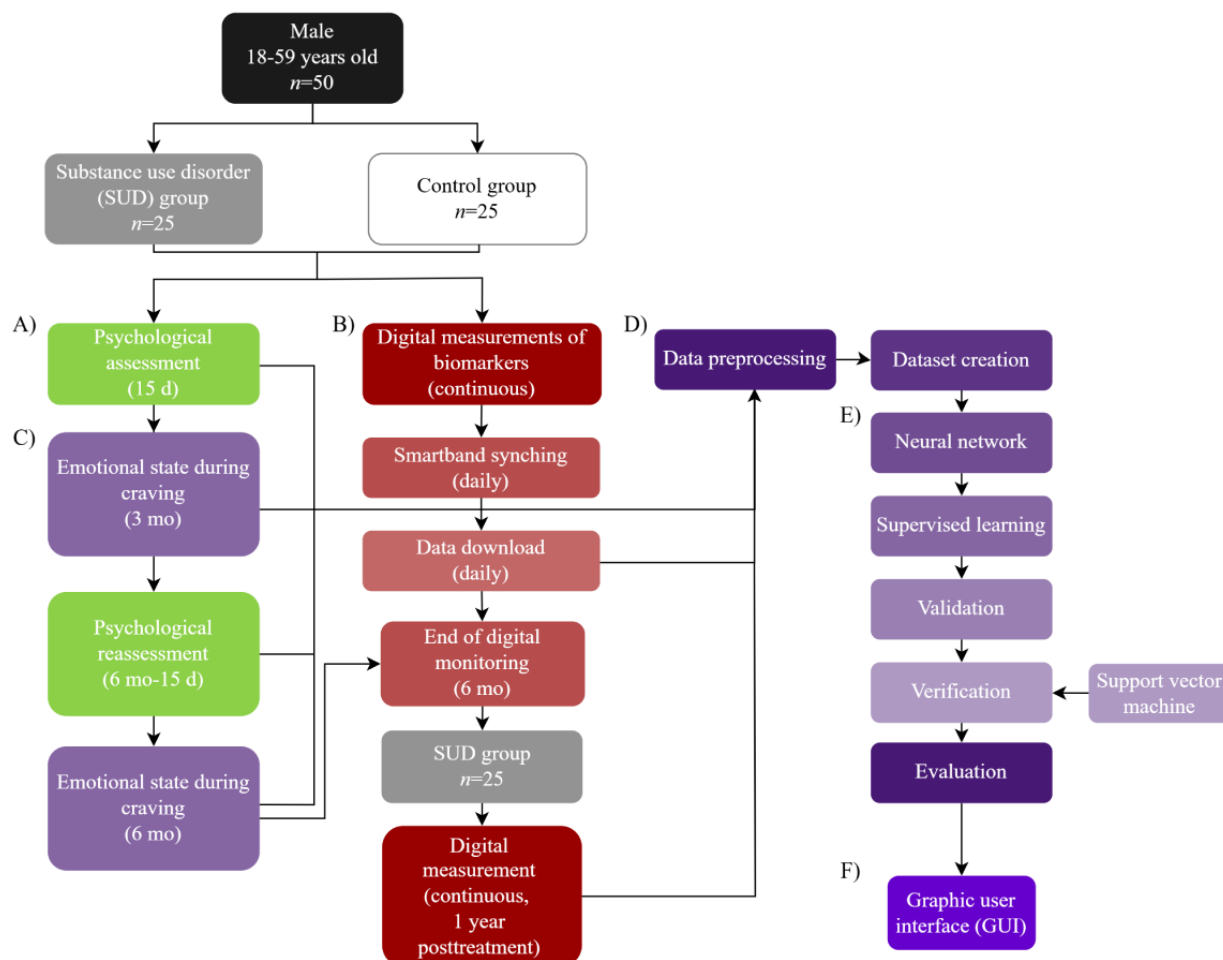 Male
18-59 years old
n=50
Substance use disorder
(SUD) group
n=25
Control group
n=25
A)
Psychological
assessment
(15 d)
C)
Emotional state during
craving
(3 mo)
Psychological
reassessment
(6 mo-15 d)
Emotional state during
craving
(6 mo)
B)
Digital measurements of
biomarkers
(continuous)
Smartband synching
(daily)
Data download
(daily)
End of digital
monitoring
(6 mo)
SUD group
n=25
Digital
measurement
(continuous,
1 year
posttreatment)
D)
Data preprocessing
Dataset creation
E)
Neural network
Supervised learning
Validation
Verification
Support vector
machine
Evaluation
F)
Graphic user
interface (GUI)